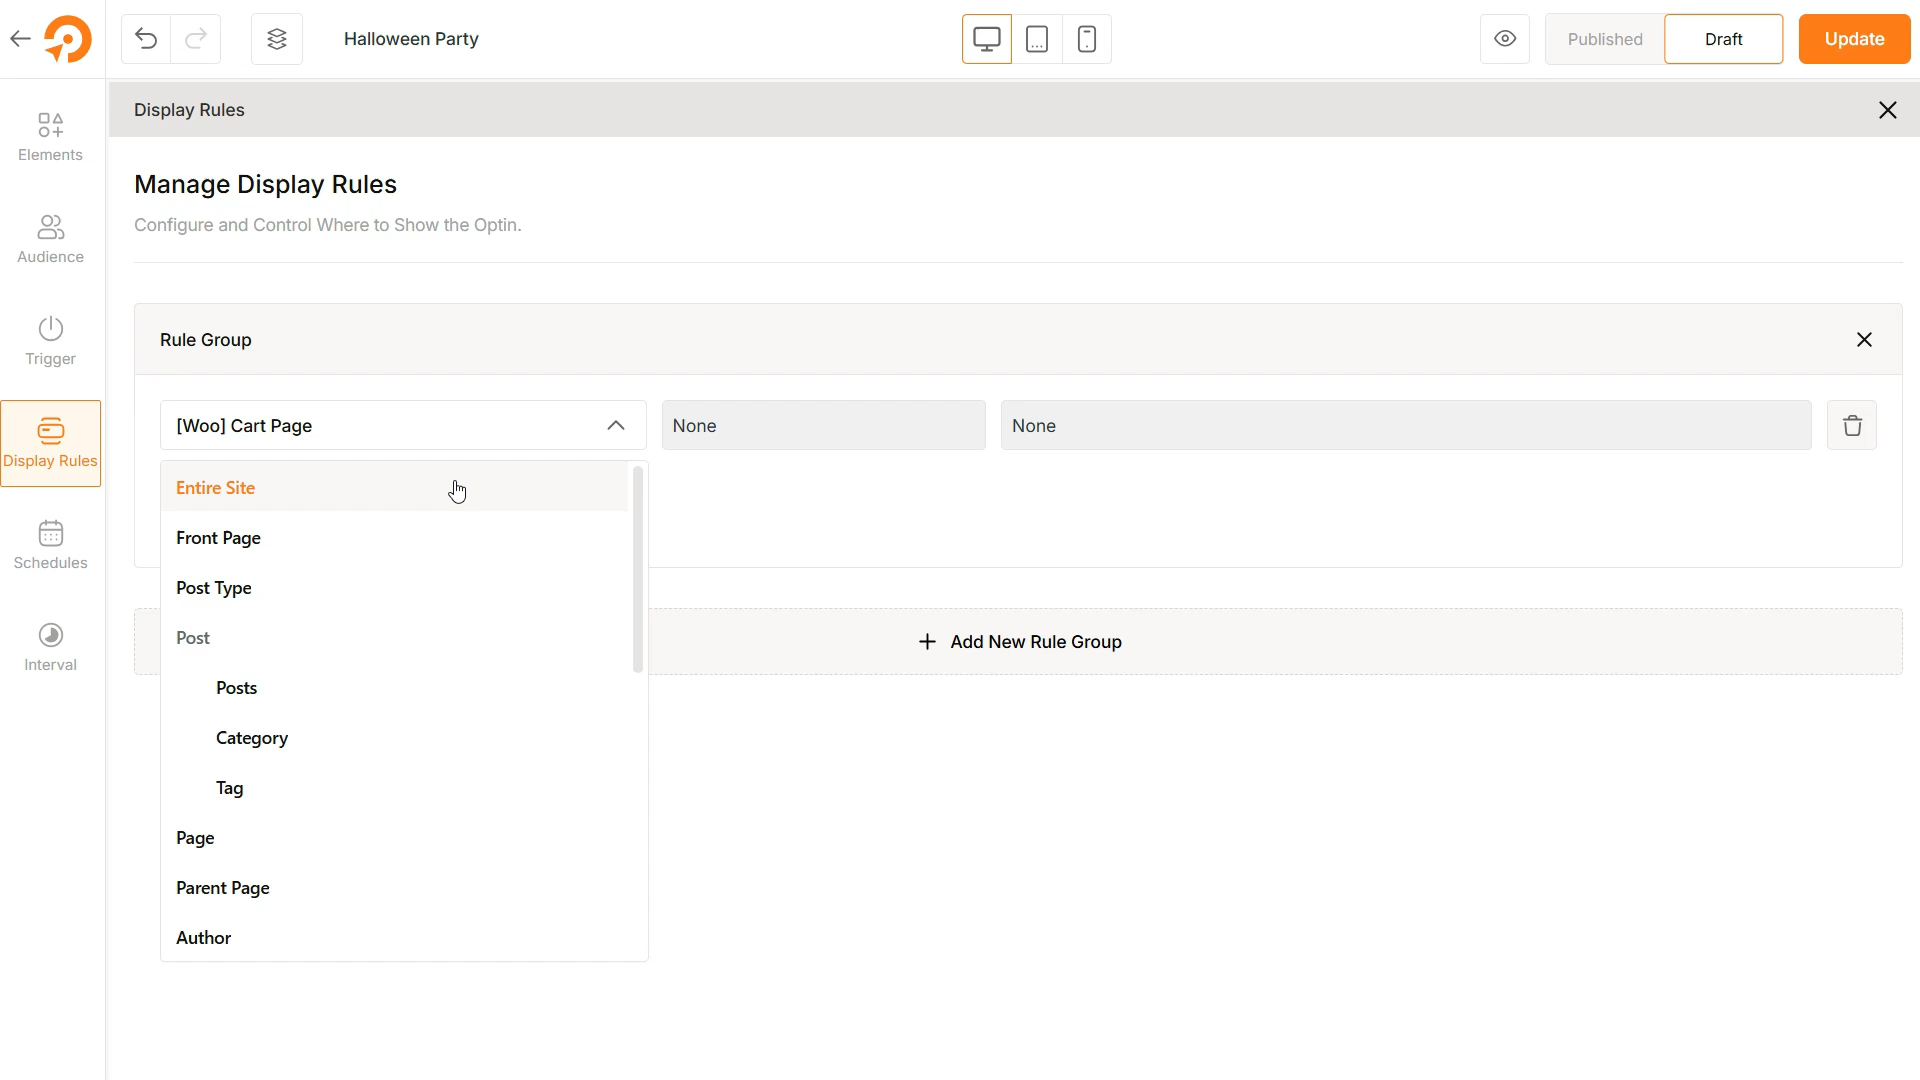 Halloween Party
Published
Draft
Update
Display Rules
Elements
Manage Display Rules
Configure and Control Where to Show the Optin.
Audience
Trigger
Rule Group
Display Rules
[Woo] Cart Page
None
None
Entire Site
Front Page
Schedules
Post Type
Post
Add New Rule Group
Interval
Posts
Category
Tag
Page
Parent Page
Author